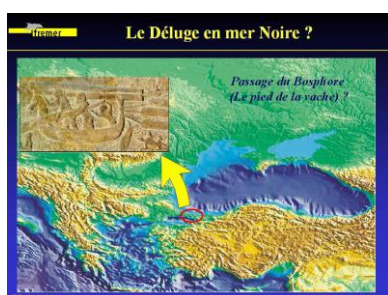 Ifremer
Le Déluge en mer Noire ?
Passage du Bosphore
(Le pied de la vache) ?